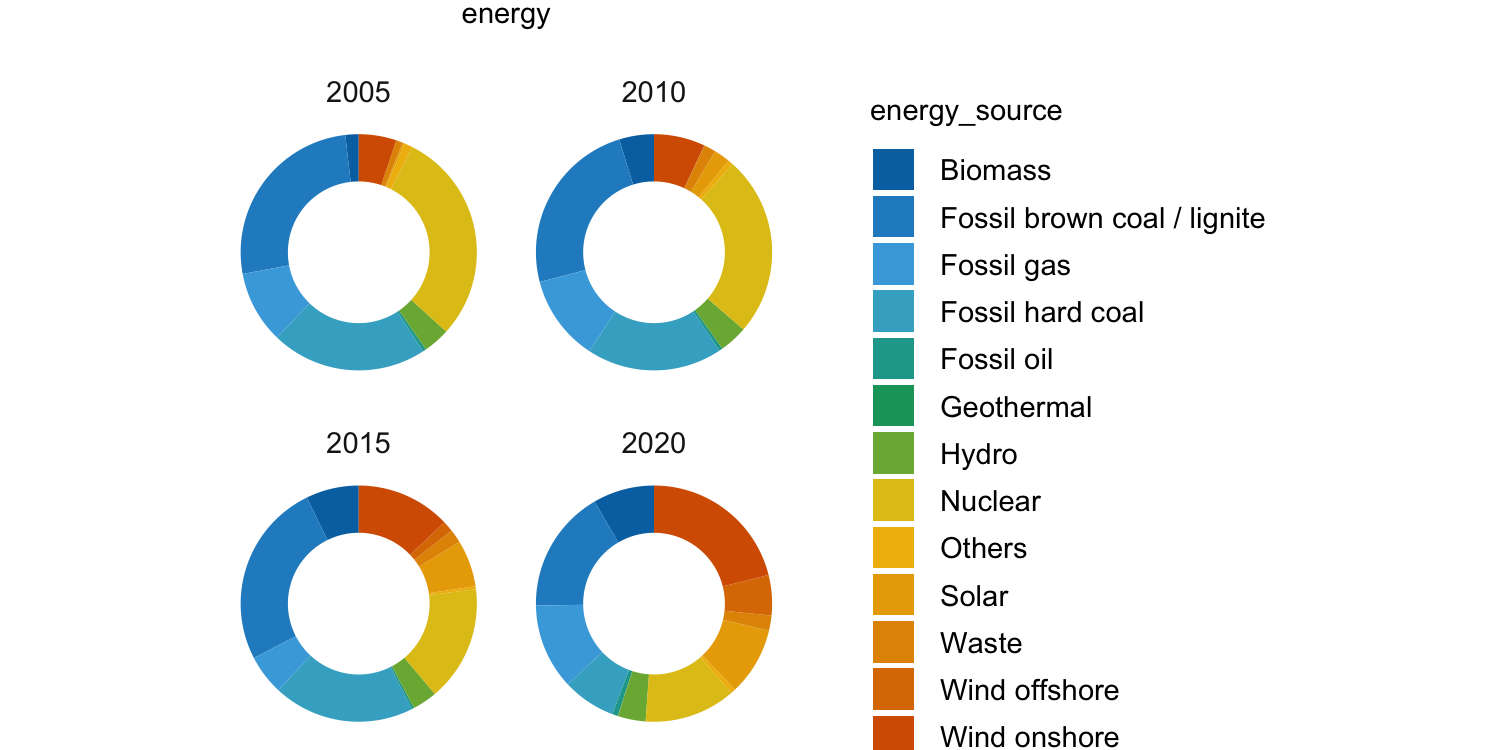 energy
2005
2010
2015
2020
energy_source
Biomass
Fossil brown coal / lignite
Fossil gas
Fossil hard coal
Fossil oil
Geothermal
Hydro
Nuclear
Others
Solar
Waste
Wind offshore
Wind onshore